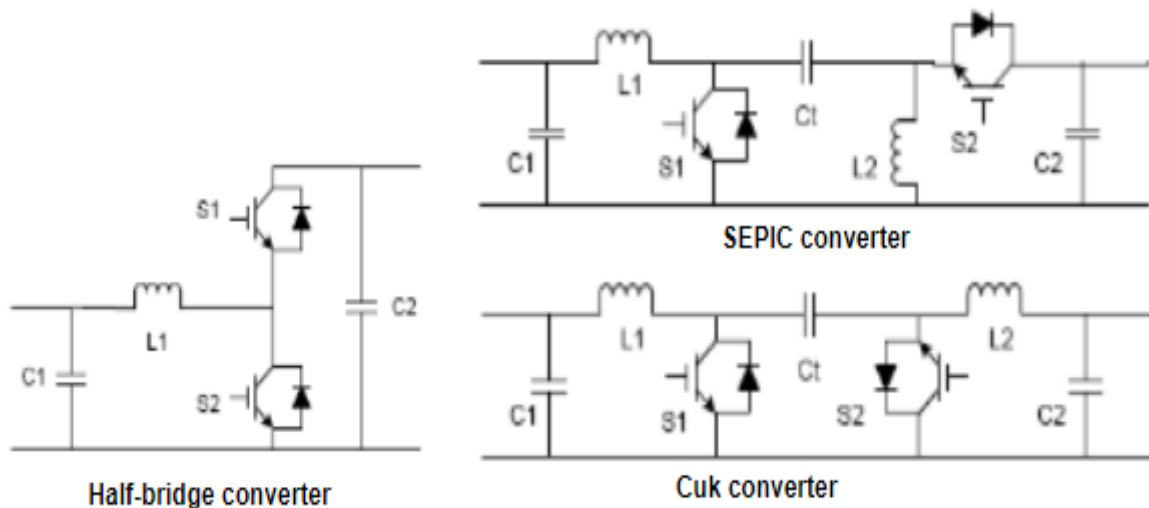 S1
L1
C2
C1
S2
Half-bridge converter
L1
Ct
C1
S1
L2
S2
C2
SEPIC converter
L1
Ct
L2
C1
S1
S2
C2
Cuk converter